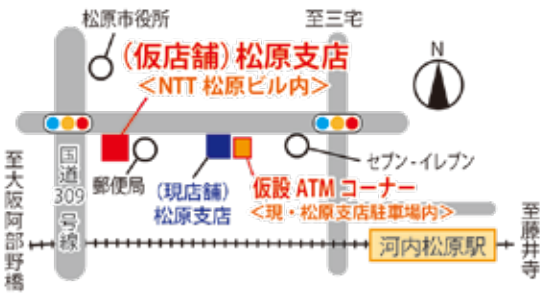 松原市役所
至三宅
(仮店舗)松原支店
<NTT 松原ビル内>
N
セブン-イレブン
郵便局
(現店舗)
松原支店
仮設 ATM コーナー
<現・松原支店駐車場内>
国道309号線
至大阪阿部野橋
河内松原駅
至藤井寺